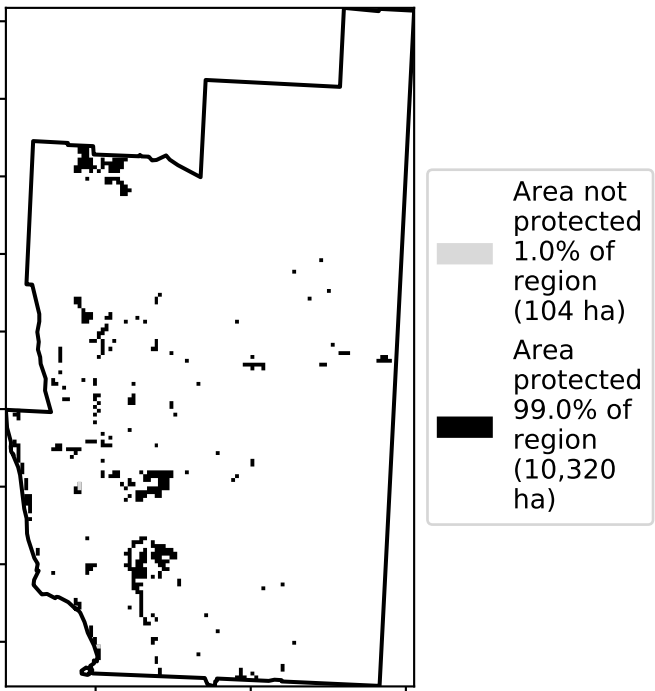 Area not
protected
1.0% of
region
(104 ha)
Area
protected
99.0% of
region
(10,320
ha)